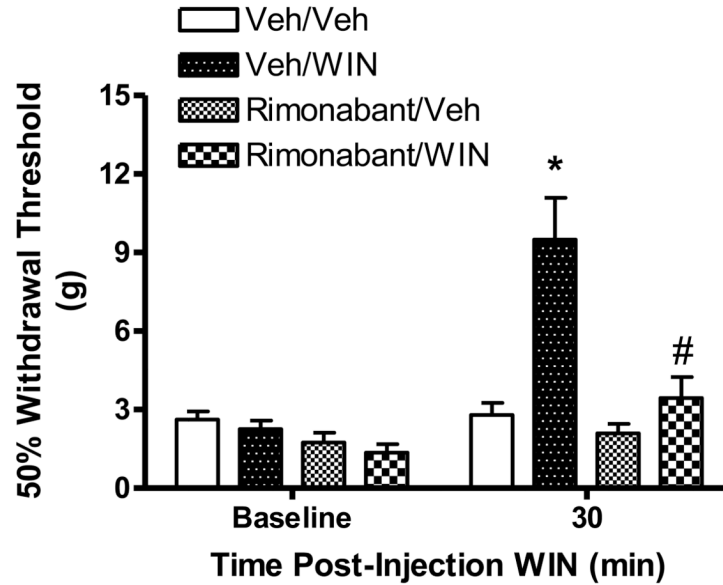 Veh/Veh
Veh/WIN
Rimonabant/Veh
Rimonabant/WIN
50% Withdrawal Threshold
(g)
15
12
9
6
3
0
*
#
Baseline
30
Time Post-Injection WIN (min)